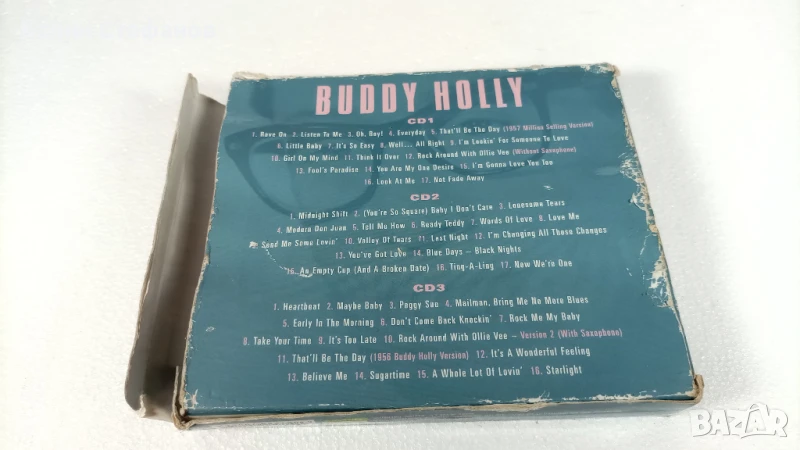 BUDDY HOLLY
CD1
1. Rave On 2. Listen To Me 3. Oh, Boy! 4. Everyday 5. That'll Be The Day (1957 Million Selling Version)
6. Little Baby 7. It's So Easy 8. Well... All Right 9. I'm Lookin' For Someone To Love
10. Girl On My Mind 11. Think It Over 12. Rock Around With Ollie Vee (Without Saxophone)
13. Fool's Paradise 14. You Are My One Desire 15. I'm Gonna Love You Too
16. Look At Me 17. Not Fade Away
CD2
1. Midnight Shift 2. (You're So Square) Baby I Don't Care 3. Lonesome Tears
4. Modern Don Juan 5. Tell Me How 6. Ready Teddy 7. Words Of Love 8. Love Me
9. Send Me Some Lovin' 10. Valley Of Tears 11. Last Night 12. I'm Changing All Those Changes
13. You've Got Love 14. Blue Days – Black Nights
15. An Empty Cup (And A Broken Date) 16. Ting-A-Ling 17. Now We're One
CD3
1. Heartbeat 2. Maybe Baby 3. Peggy Sue 4. Mailman, Bring Me No More Blues
5. Early In The Morning 6. Don't Come Back Knockin' 7. Rock Me My Baby
8. Take Your Time 9. It's Too Late 10. Rock Around With Ollie Vee – Version 2 (With Saxophone)
11. That'll Be The Day (1956 Buddy Holly Version) 12. It's A Wonderful Feeling
13. Believe Me 14. Sugartime 15. A Whole Lot Of Lovin' 16. Starlight
BAZAR